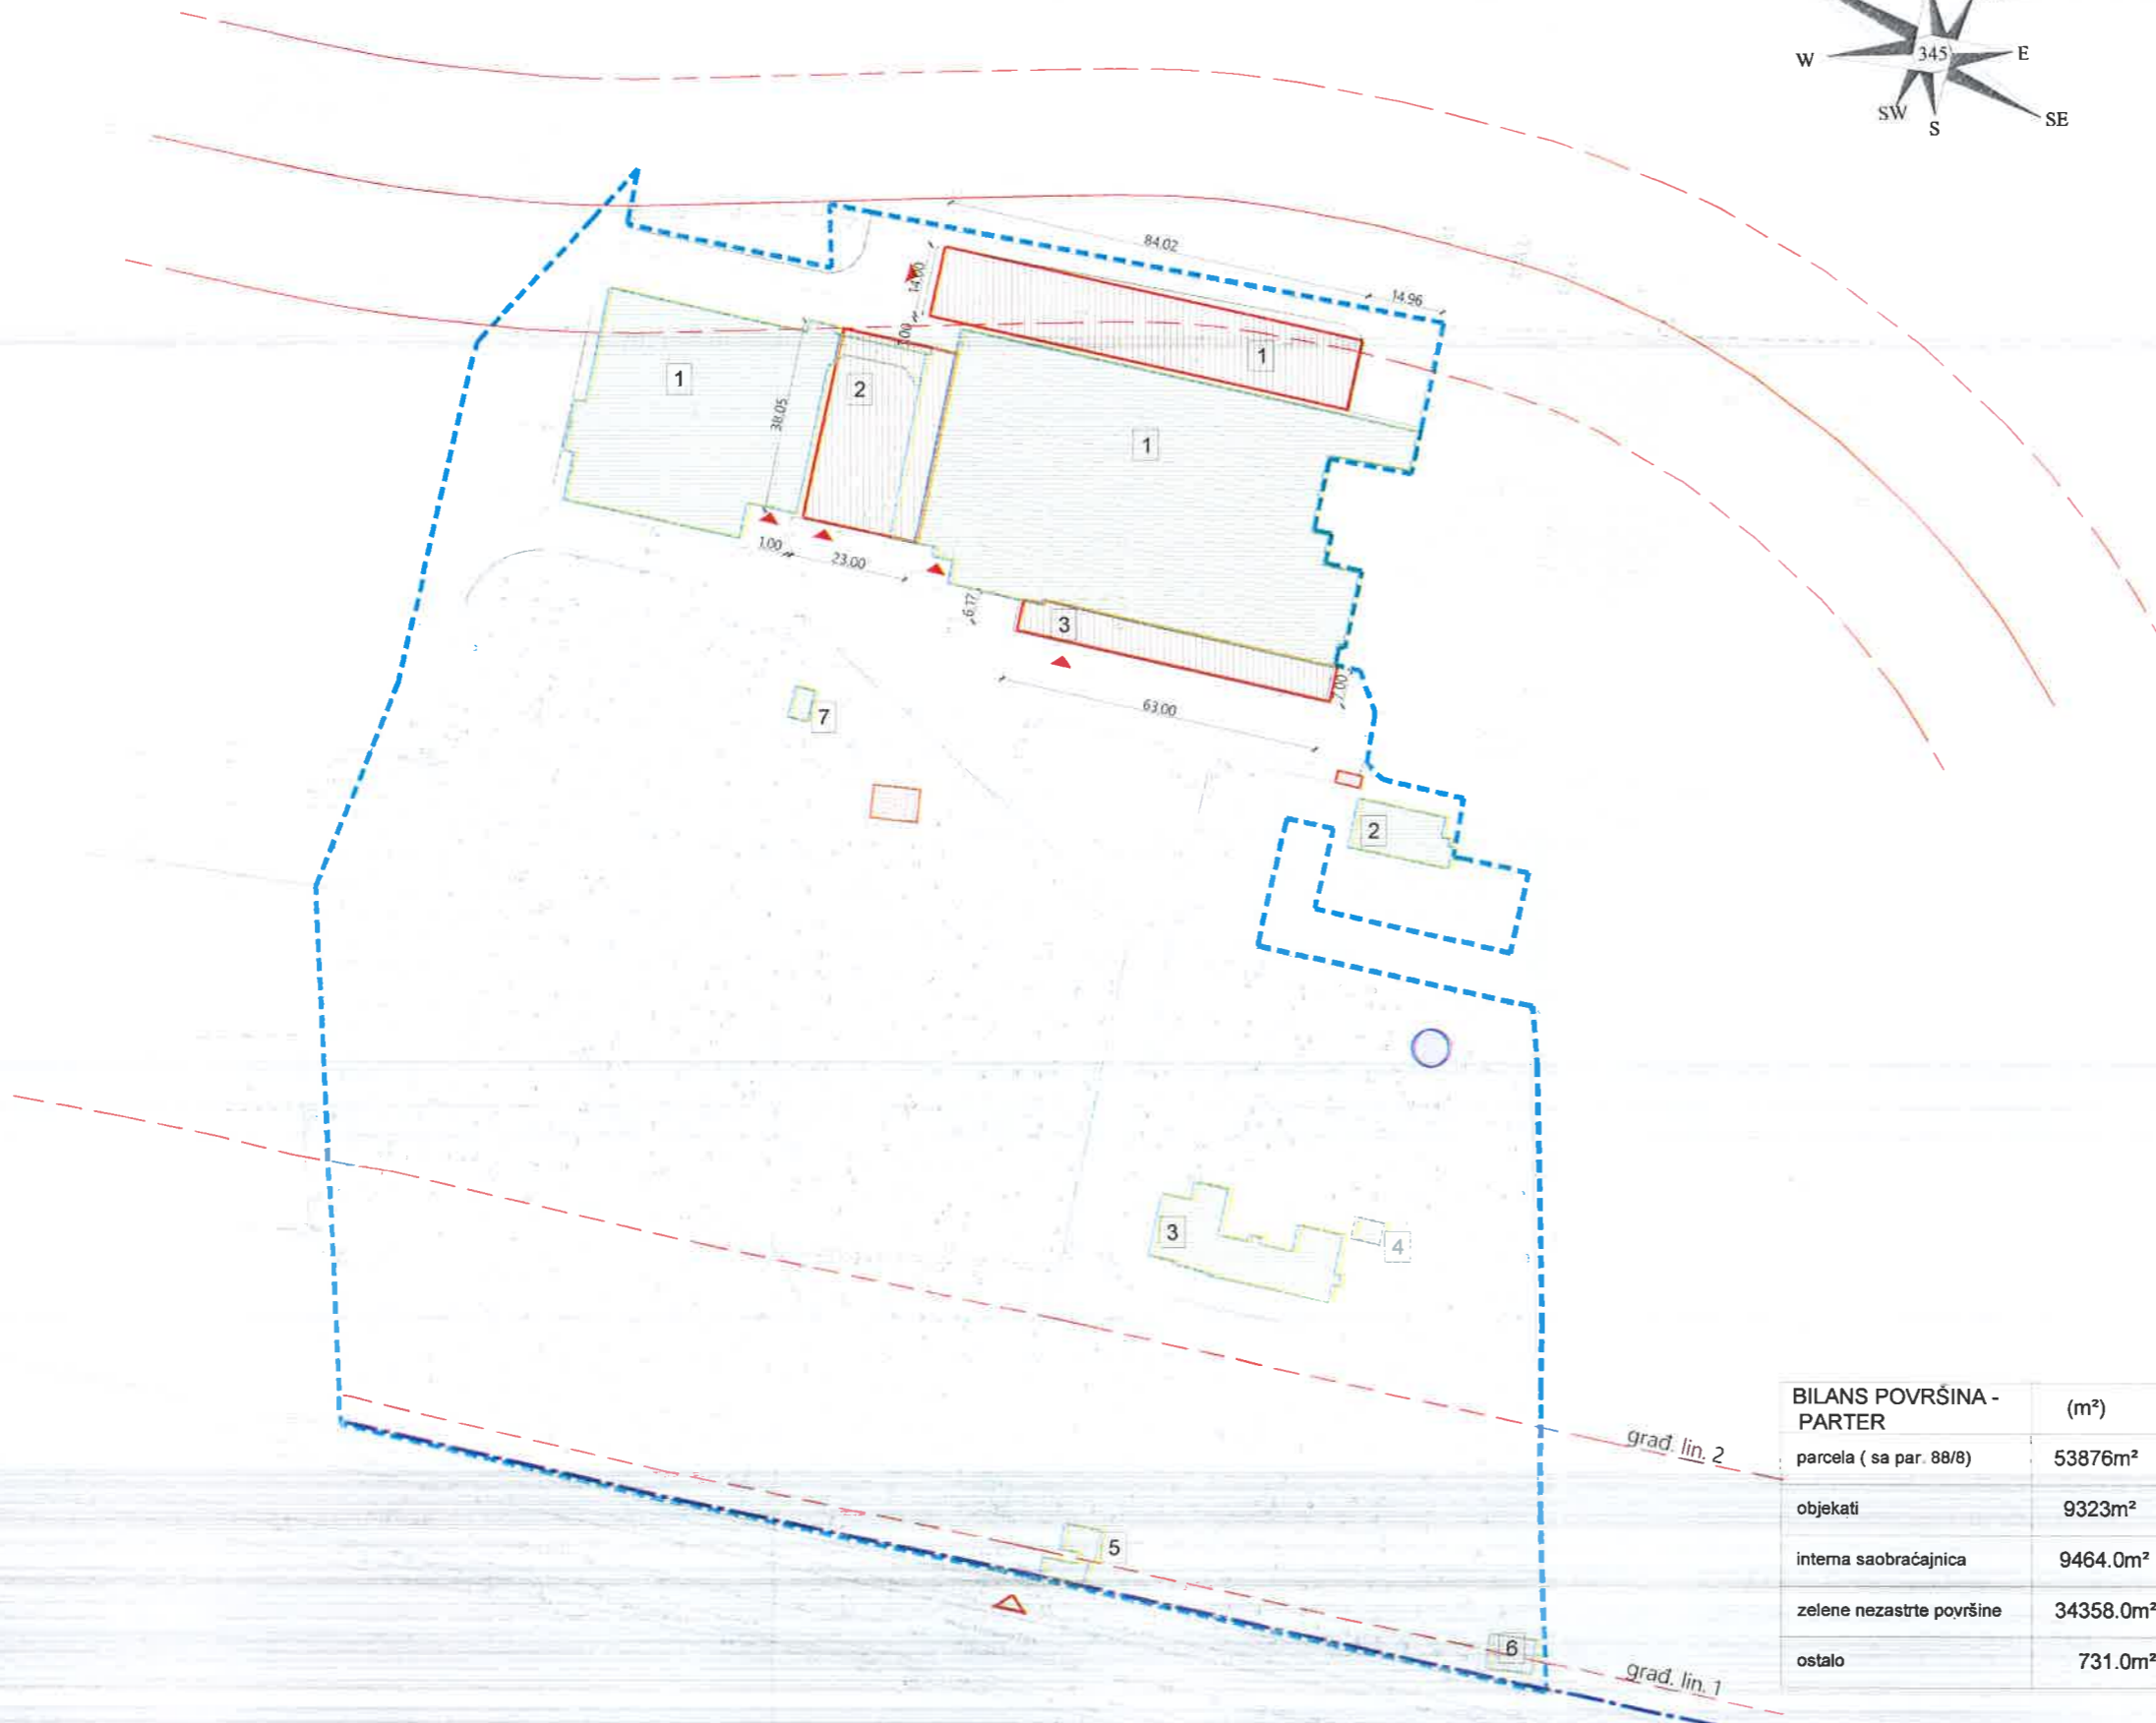 W
345
E
SW
S
SE
84.02
14.96
14.00
1
1
2
38.05
1
1.00
23.00
6.17
3
7.00
63.00
7
2
3
4
grad. lin. 2
5
6
grad. lin. 1
BILANS POVRŠINA - PARTER
(m²)
parcela ( sa par. 88/8)
53876m²
objekati
9323m²
interna saobraćajnica
9464.0m²
zelene nezastrte površine
34358.0m²
ostalo
731.0m²